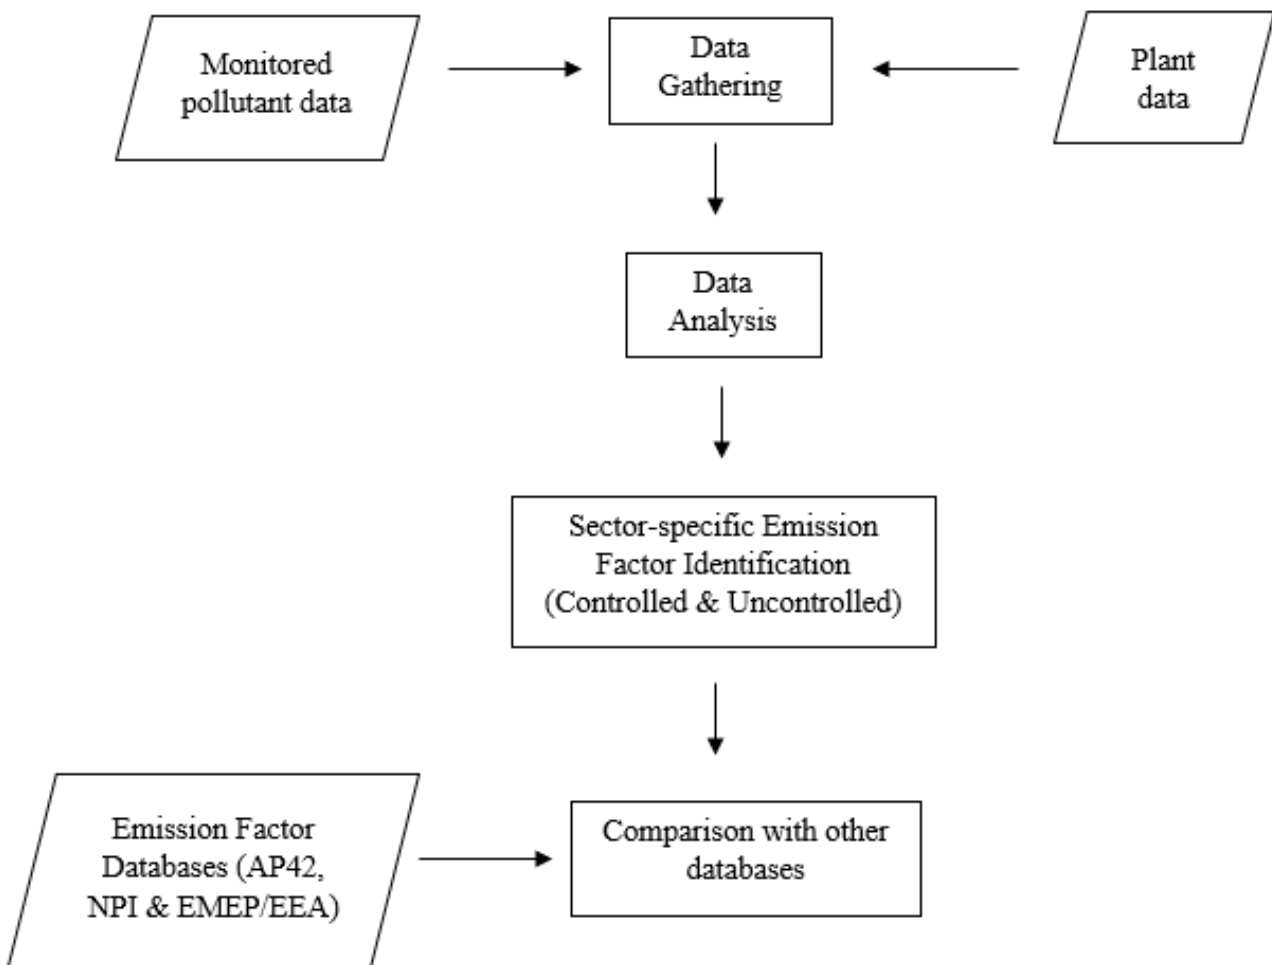 Monitored
pollutant data
Data
Gathering
Plant
data
Data
Analysis
Sector-specific Emission
Factor Identification
(Controlled & Uncontrolled)
Emission Factor
Databases (AP42,
NPI & EMEP/EEA)
Comparison with other
databases